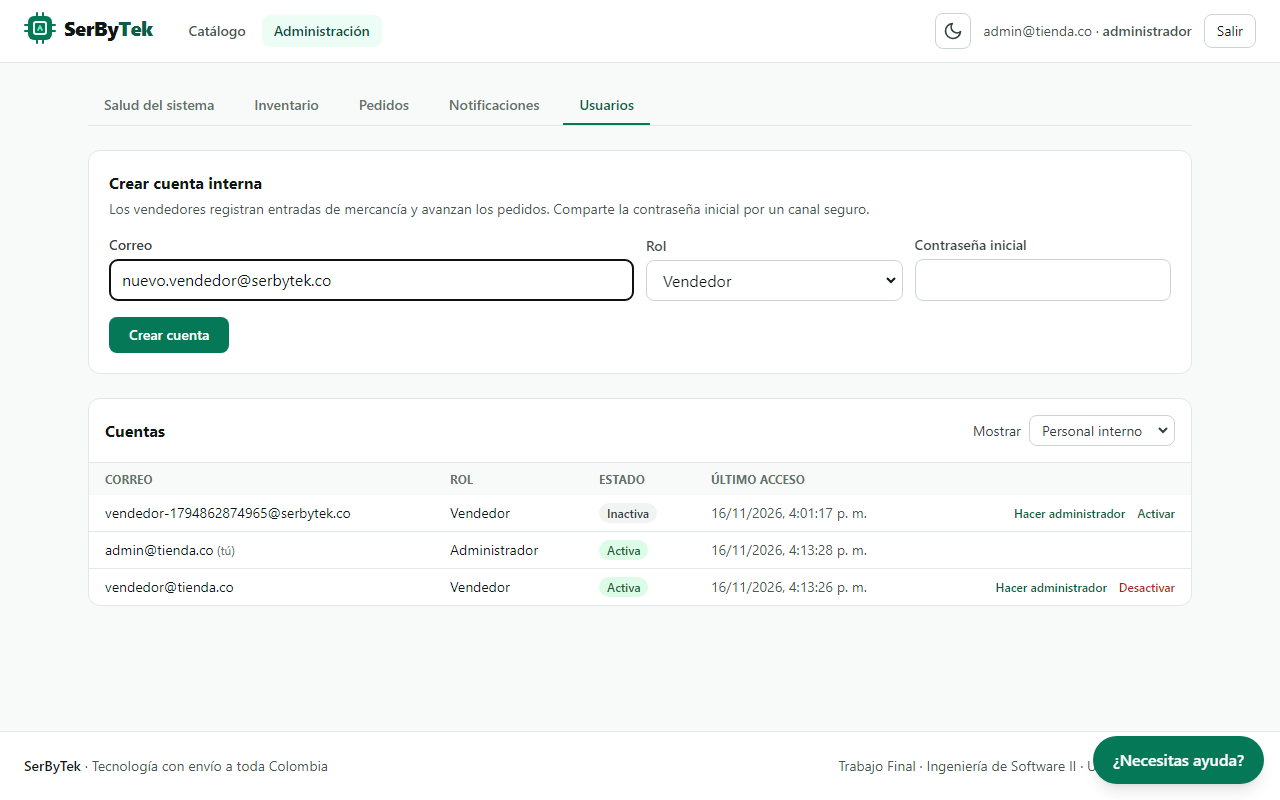 SerByTek Catálogo Administración admin@tienda.co · administrador Salir
Salud del sistema Inventario Pedidos Notificaciones Usuarios
Crear cuenta interna
Los vendedores registran entradas de mercancía y avanzan los pedidos. Comparte la contraseña inicial por un canal seguro.
Correo Rol Contraseña inicial
nuevo.vendedor@serbytek.co Vendedor
Crear cuenta
Cuentas Mostrar Personal interno
CORREO ROL ESTADO ÚLTIMO ACCESO
vendedor-1794862874965@serbytek.co Vendedor Inactiva 16/11/2026, 4:01:17 p. m. Hacer administrador Activar
admin@tienda.co (tú) Administrador Activa 16/11/2026, 4:13:28 p. m.
vendedor@tienda.co Vendedor Activa 16/11/2026, 4:13:26 p. m. Hacer administrador Desactivar
SerByTek · Tecnología con envío a toda Colombia Trabajo Final · Ingeniería de Software II · ¿Necesitas ayuda?